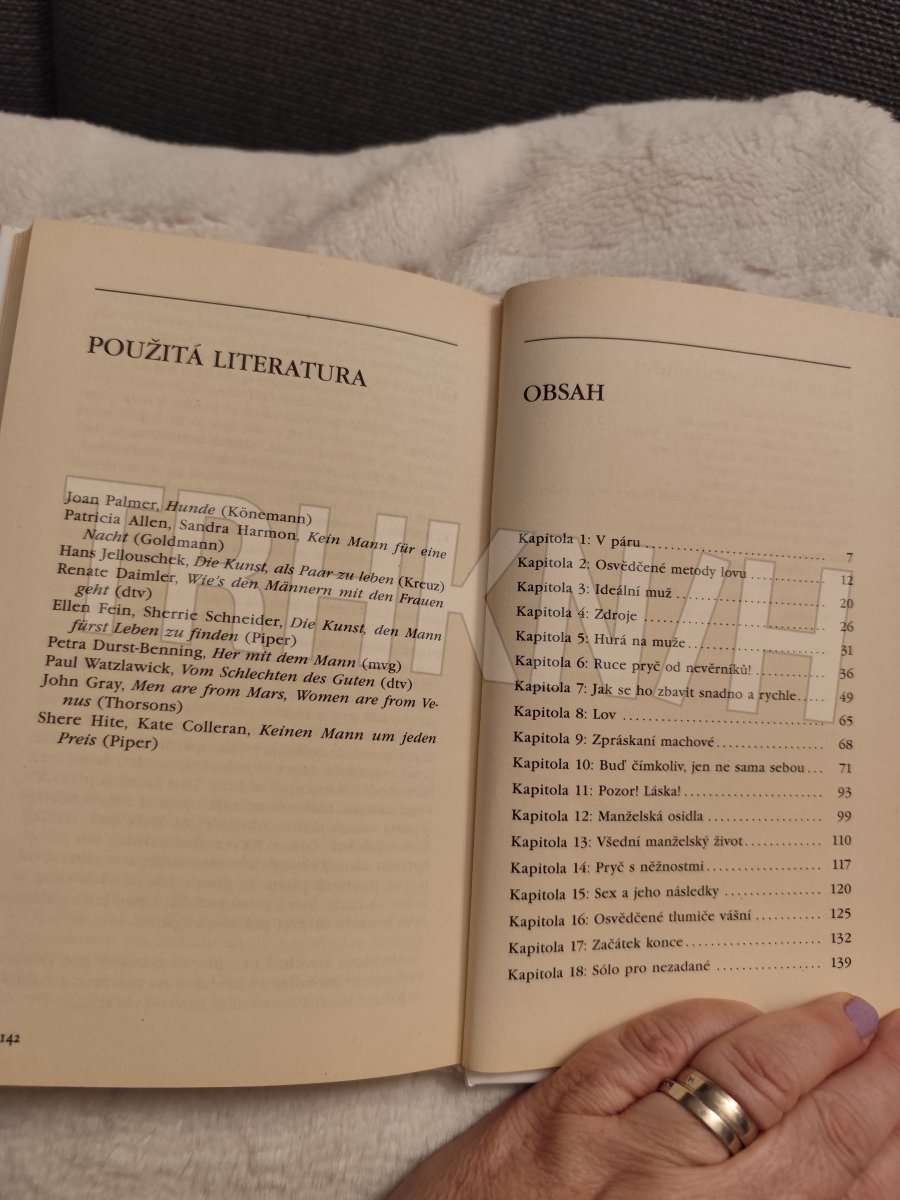 POUŽITÁ LITERATURA
Joan Palmer, Hunde (Könemann)
Patricia Allen, Sandra Harmon, Kein Mann für eine
Nacht (Goldmann)
Hans Jellouschek, Die Kunst, als Paar zu leben (Kreuz)
Renate Daimler, Wie's den Männern mit den Frauen
geht (dtv)
Ellen Fein, Sherrie Schneider, Die Kunst, den Mann
fürst Leben zu finden (Piper)
Petra Durst-Benning, Her mit dem Mann (mvg)
Paul Watzlawick, Vom Schlechten des Guten (dtv)
John Gray, Men are from Mars, Women are from Ve-
nus (Thorsons)
Shere Hite, Kate Colleran, Keinen Mann um jeden
Preis (Piper)
142
OBSAH
Kapitola 1: V páru 7
Kapitola 2: Osvědčené metody lovu 12
Kapitola 3: Ideální muž 20
Kapitola 4: Zdroje 26
Kapitola 5: Hurá na muže 31
Kapitola 6: Ruce pryč od nevěrníků! 36
Kapitola 7: Jak se ho zbavit snadno a rychle 49
Kapitola 8: Lov 65
Kapitola 9: Zpráskaní machové 68
Kapitola 10: Buď čímkoliv, jen ne sama sebou 71
Kapitola 11: Pozor! Láska! 93
Kapitola 12: Manželská osidla 99
Kapitola 13: Všední manželský život 110
Kapitola 14: Pryč s něžnostmi 117
Kapitola 15: Sex a jeho následky 120
Kapitola 16: Osvědčené tlumiče vášní 125
Kapitola 17: Začátek konce 132
Kapitola 18: Sólo pro nezadané 139
TRHKNIH